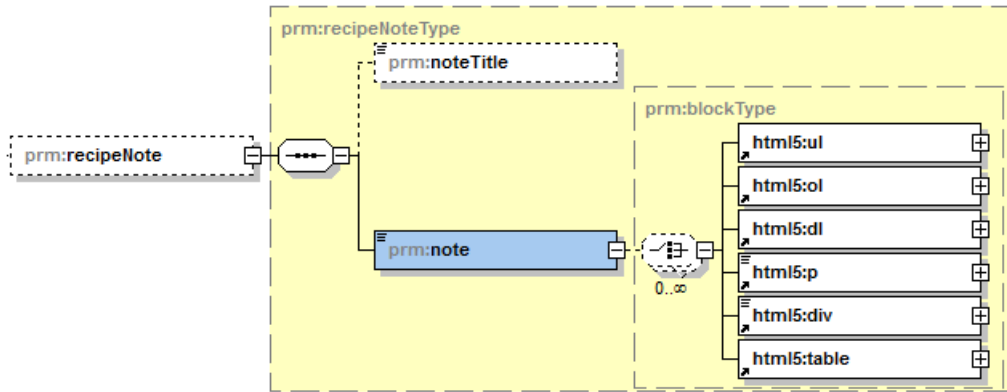 prm:recipeNoteType
prm:noteTitle
prm:blockType
prm:recipeNote
html5:ul
html5:ol
html5:dl
prm:note
html5:p
0..∞
html5:div
html5:table